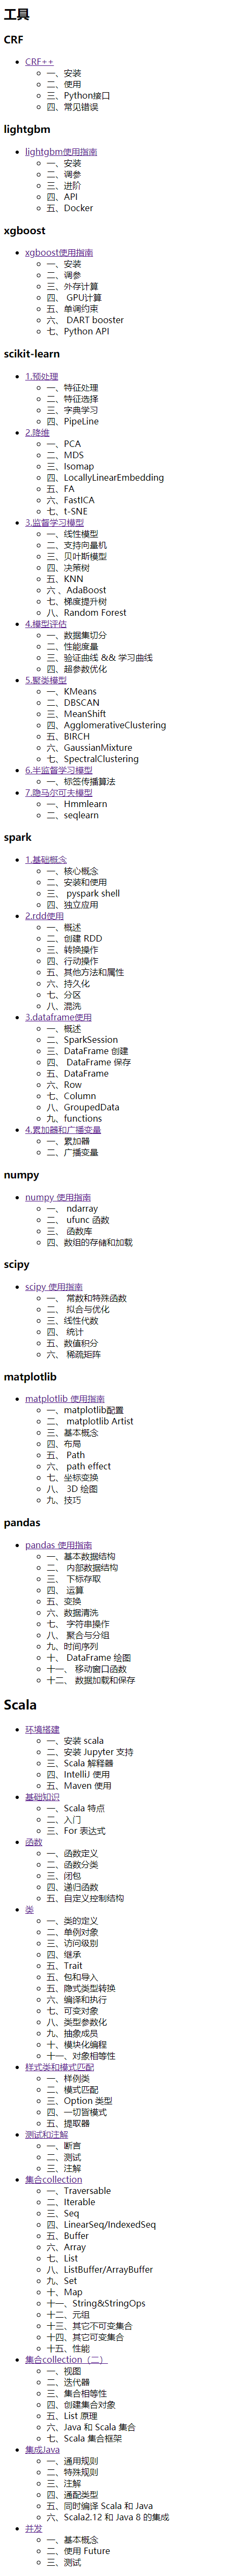 工具
CRF
CRF++
一、安装
二、使用
三、Python接口
四、常见错误
lightgbm
lightgbm使用指南
一、安装
二、调参
三、进阶
四、API
五、Docker
xgboost
xgboost使用指南
一、安装
二、调参
三、外存计算
四、 GPU计算
五、单调约束
六、 DART booster
七、Python API
scikit-learn
1.预处理
一、特征处理
二、特征选择
三、字典学习
四、PipeLine
2.降维
一、PCA
二、MDS
三、Isomap
四、LocallyLinearEmbedding
五、FA
六、FastICA
七、t-SNE
3.监督学习模型
一、线性模型
二、支持向量机
三、贝叶斯模型
四、决策树
五、KNN
六 、AdaBoost
七、梯度提升树
八、Random Forest
4.模型评估
一、数据集切分
二、性能度量
三、验证曲线 && 学习曲线
四、超参数优化
5.聚类模型
一、KMeans
二、DBSCAN
三、MeanShift
四、AgglomerativeClustering
五、BIRCH
六、GaussianMixture
七、SpectralClustering
6.半监督学习模型
一、标签传播算法
7.隐马尔可夫模型
一、Hmmlearn
二、seqlearn
spark
1.基础概念
一、核心概念
二、安装和使用
三、 pyspark shell
四、独立应用
2.rdd使用
一、概述
二、创建 RDD
三、转换操作
四、行动操作
五、其他方法和属性
六、持久化
七、分区
八、混洗
3.dataframe使用
一、概述
二、SparkSession
三、DataFrame 创建
四、 DataFrame 保存
五、DataFrame
六、Row
七、Column
八、GroupedData
九、functions
4.累加器和广播变量
一、累加器
二、广播变量
numpy
numpy 使用指南
一、 ndarray
二、 ufunc 函数
三、 函数库
四、数组的存储和加载
scipy
scipy 使用指南
一、 常数和特殊函数
二、 拟合与优化
三、线性代数
四、 统计
五、数值积分
六、 稀疏矩阵
matplotlib
matplotlib 使用指南
一、matplotlib配置
二、 matplotlib Artist
三、基本概念
四、布局
五、 Path
六、 path effect
七、坐标变换
八、 3D 绘图
九、技巧
pandas
pandas 使用指南
一、基本数据结构
二、 内部数据结构
三、 下标存取
四、 运算
五、变换
六、数据清洗
七、 字符串操作
八、 聚合与分组
九、时间序列
十、 DataFrame 绘图
十一、 移动窗口函数
十二、 数据加载和保存
Scala
环境搭建
一、安装 scala
二、安装 Jupyter 支持
三、Scala 解释器
四、IntelliJ 使用
五、Maven 使用
基础知识
一、Scala 特点
二、入门
三、For 表达式
函数
一、函数定义
二、函数分类
三、闭包
四、递归函数
五、自定义控制结构
类
一、类的定义
二、单例对象
三、访问级别
四、继承
五、Trait
五、包和导入
五、隐式类型转换
六、编译和执行
七、可变对象
八、类型参数化
九、抽象成员
十、模块化编程
十一、对象相等性
样式类和模式匹配
一、样例类
二、模式匹配
三、Option 类型
四、一切皆模式
五、提取器
测试和注解
一、断言
二、测试
三、注解
集合collection
一、Traversable
二、Iterable
三、Seq
四、LinearSeq/IndexedSeq
五、Buffer
六、Array
七、List
八、ListBuffer/ArrayBuffer
九、Set
十、Map
十一、String&StringOps
十二、元组
十三、其它不可变集合
十四、其它可变集合
十五、性能
集合collection（二）
一、视图
二、迭代器
三、集合相等性
四、创建集合对象
五、List 原理
六、Java 和 Scala 集合
七、Scala 集合框架
集成Java
一、通用规则
二、特殊规则
三、注解
四、通配类型
五、同时编译 Scala 和 Java
六、Scala2.12 和 Java 8 的集成
并发
一、基本概念
二、使用 Future
三、测试